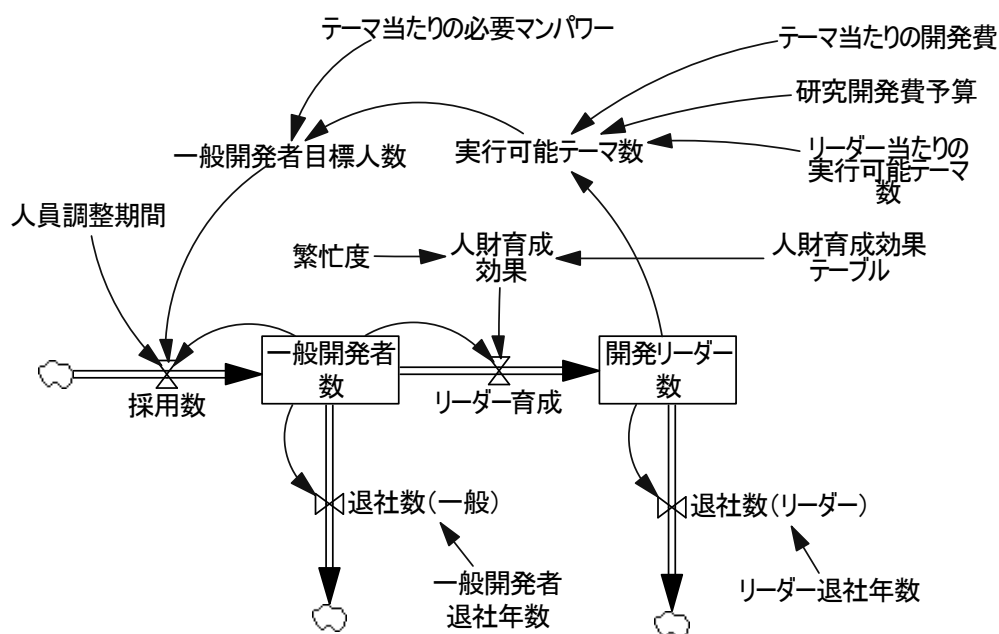 テーマ当たりの必要マンパワー
テーマ当たりの開発費
研究開発費予算
一般開発者目標人数
実行可能テーマ数
リーダー当たりの
実行可能テーマ
数
人員調整期間
繁忙度
人財育成
効果
人財育成効果
テーブル
一般開発者
数
開発リーダー
数
採用数
リーダー育成
退社数(一般)
退社数(リーダー)
一般開発者
退社年数
リーダー退社年数